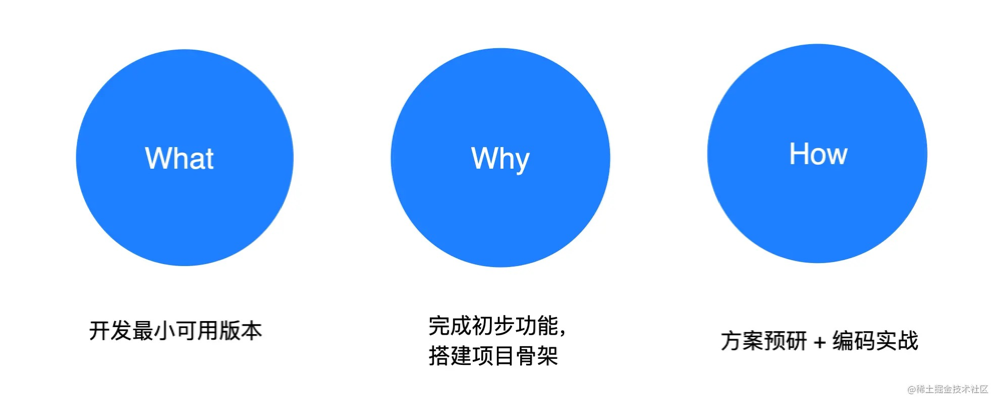 What
Why
How
开发最小可用版本
完成初步功能，
搭建项目骨架
方案预研 + 编码实战
@稀土掘金技术社区